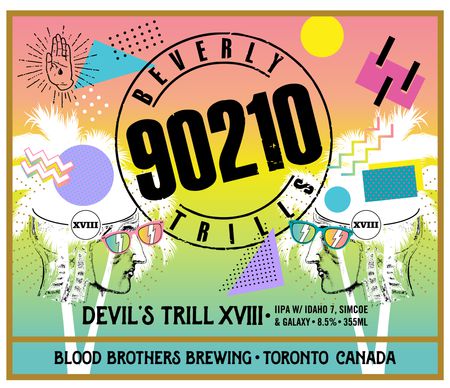 BEVERLY
90210
TRILLS
XVIII
XVIII
DEVIL'S TRILL XVIII • IIPA W/ IDAHO 7, SIMCOE
& GALAXY • 8.5% • 355ML
BLOOD BROTHERS BREWING • TORONTO CANADA